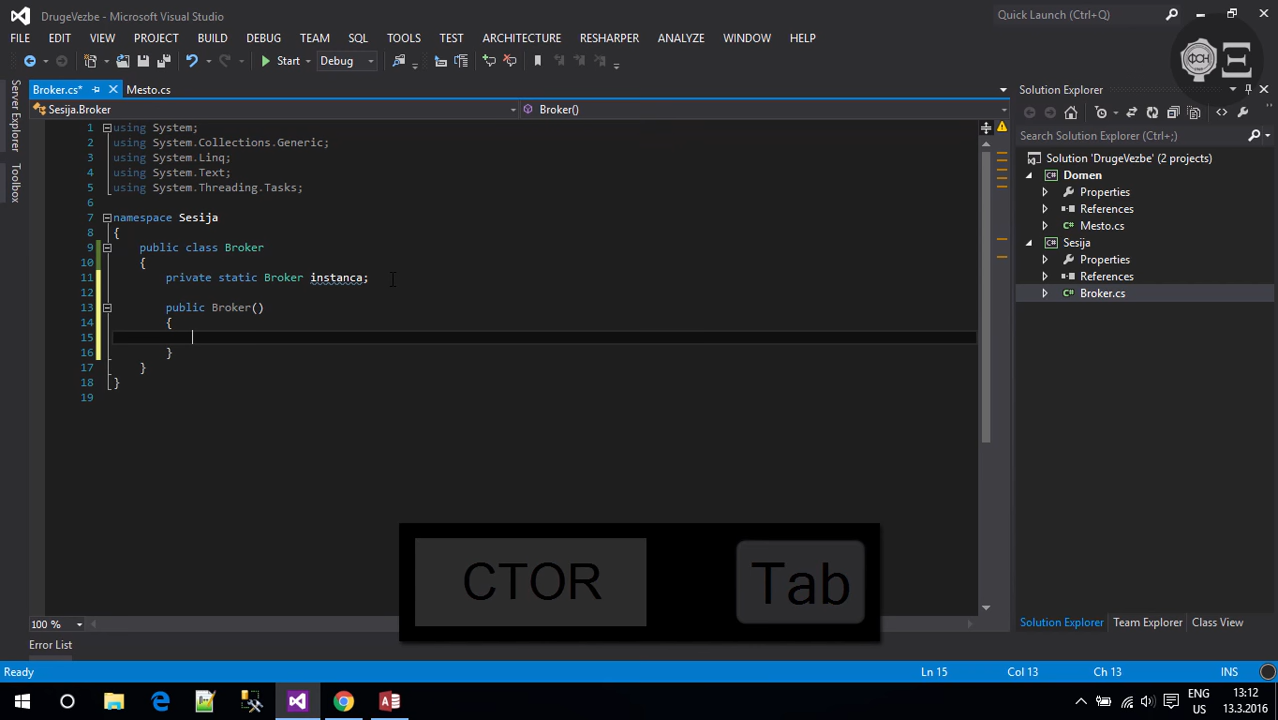 DrugeVezbe - Microsoft Visual Studio
Quick Launch (Ctrl+Q)
FILE EDIT VIEW PROJECT BUILD DEBUG TEAM SQL TOOLS TEST ARCHITECTURE RESHARPER ANALYZE WINDOW HELP
Start Debug
ФОН
Server Explorer
Toolbox
Broker.cs* Mesto.cs
Sesija.Broker Broker()
1 using System;
2 using System.Collections.Generic;
3 using System.Linq;
4 using System.Text;
5 using System.Threading.Tasks;
6
7 namespace Sesija
8 {
9 public class Broker
10 {
11 private static Broker instanca;
12
13 public Broker()
14 {
15
16 }
17 }
18 }
19
Solution Explorer
Search Solution Explorer (Ctrl+;)
Solution 'DrugeVezbe' (2 projects)
C# Domen
Properties
References
C# Mesto.cs
C# Sesija
Properties
References
C# Broker.cs
CTOR Tab
100 %
Solution Explorer Team Explorer Class View
Error List
Ready Ln 15 Col 13 Ch 13 INS
ENG 13:12
US 13.3.2016